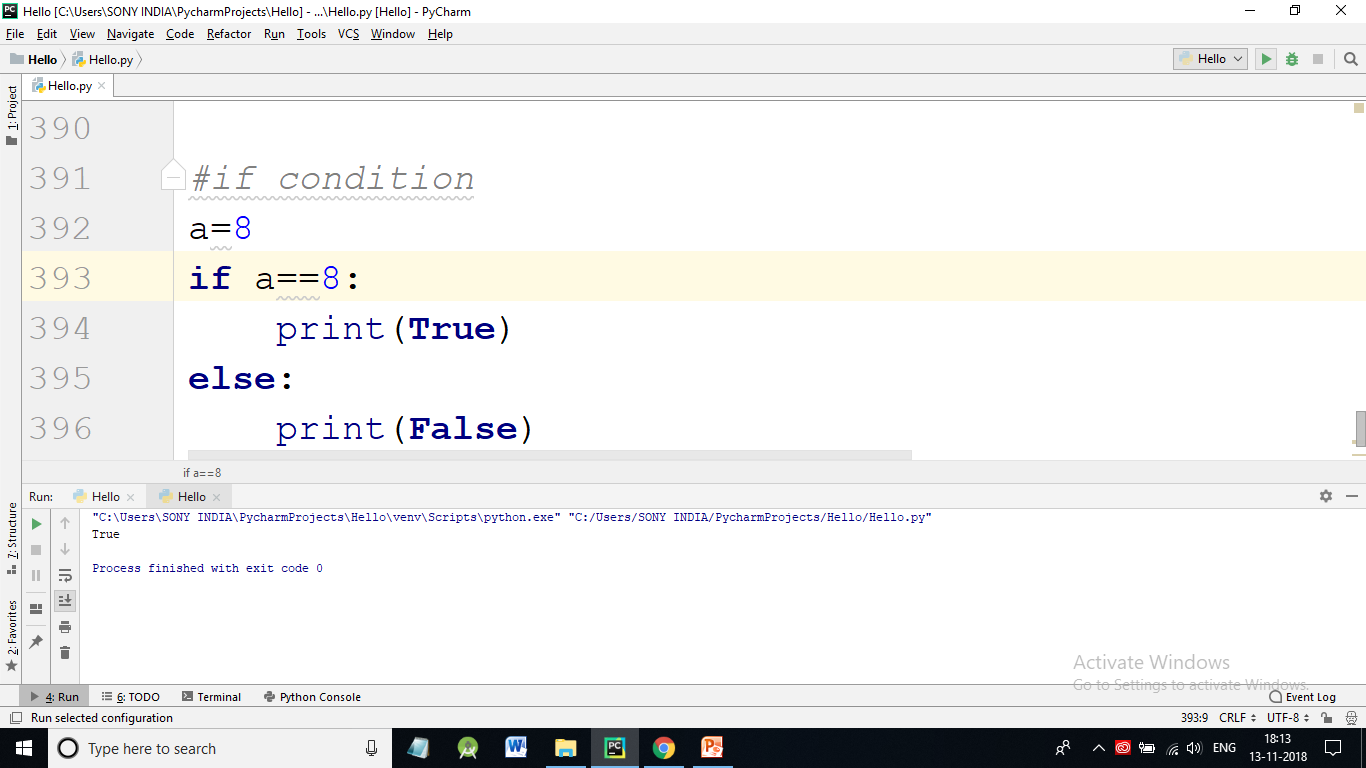 Hello [C:\Users\SONY INDIA\PycharmProjects\Hello] - ...\Hello.py [Hello] - PyCharm
File Edit View Navigate Code Refactor Run Tools VCS Window Help
Hello Hello.py Hello
Hello.py
1: Project
390
391 #if condition
392 a=8
393 if a==8:
394     print(True)
395 else:
396     print(False)
if a==8
Run: Hello Hello
"C:\Users\SONY INDIA\PycharmProjects\Hello\venv\Scripts\python.exe" "C:/Users/SONY INDIA/PycharmProjects/Hello/Hello.py"
True
Process finished with exit code 0
7: Structure
2: Favorites
Activate Windows
Go to Settings to activate Windows.
4: Run 6: TODO Terminal Python Console Event Log
Run selected configuration 393:9 CRLF UTF-8
Type here to search ENG 18:13
13-11-2018